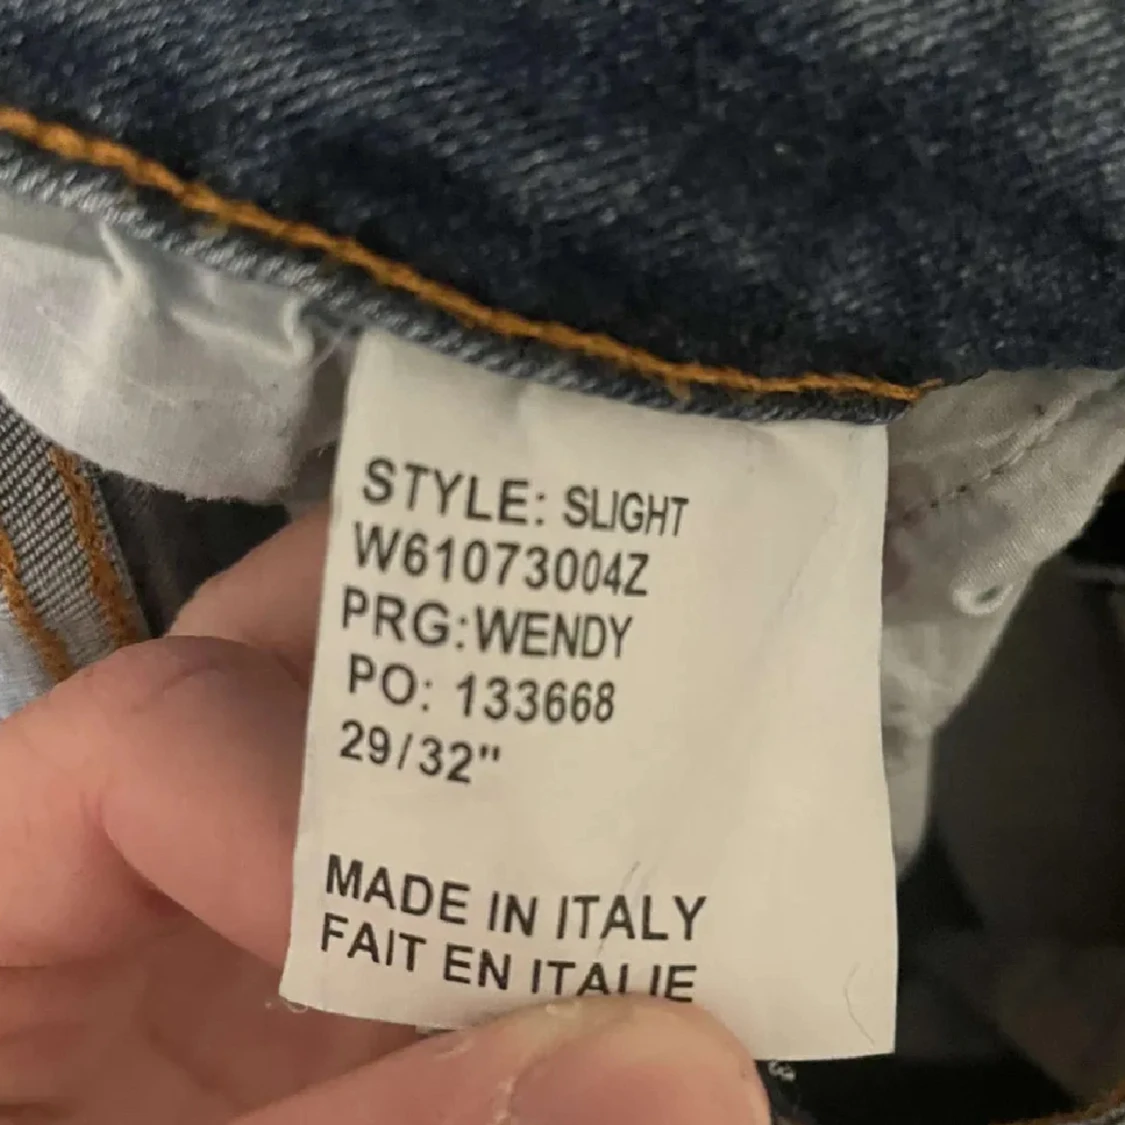 STYLE: SLIGHT
W61073004Z
PRG:WENDY
PO: 133668
29/32"
MADE IN ITALY
FAIT EN ITALIE